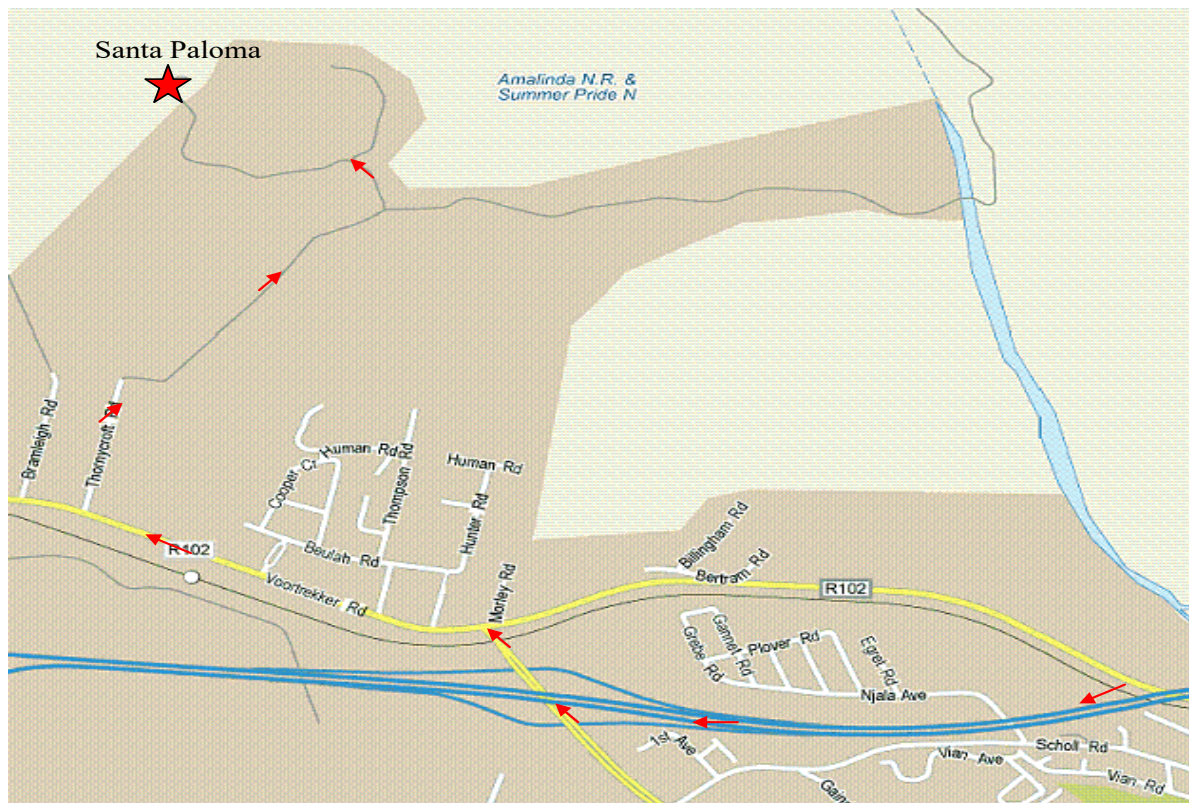 Santa Paloma
Amalinda N.R. &
Summer Pride N
Bramleigh Rd
Thornycroft Rd
Cooper Cr
Human Rd
Thompson Rd
Human Rd
Hunter Rd
Beulah Rd
R102
Voortrekker Rd
Morley Rd
Billingham Rd
Bertram Rd
R102
Gannet Rd
Grebe Rd
Plover Rd
Egret Rd
Njala Ave
1st Ave
Vian Ave
Scholl Rd
Vian Rd